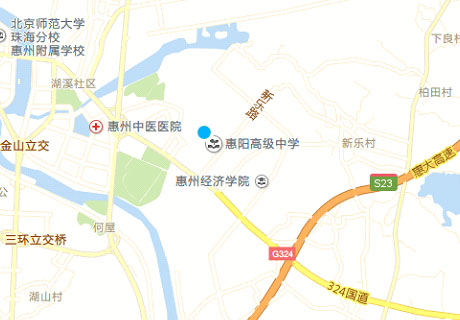 北京师范大学
珠海分校
惠州附属学校
下良村
湖溪社区
柏田村
新乐路
惠州中医医院
金山立交
惠阳高级中学
新乐村
惠大高速
惠州经济学院
S23
公
何屋
三环立交桥
G324
324国道
湖山村